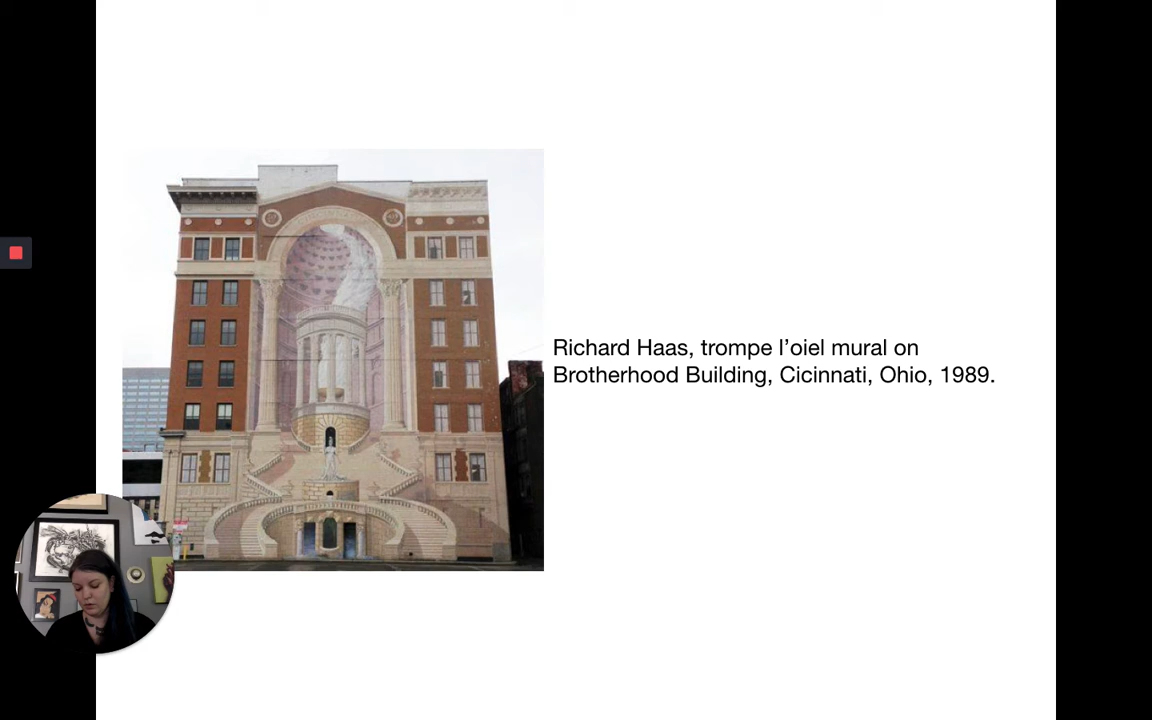 Richard Haas, trompe l’oiel mural on
Brotherhood Building, Cicinnati, Ohio, 1989.